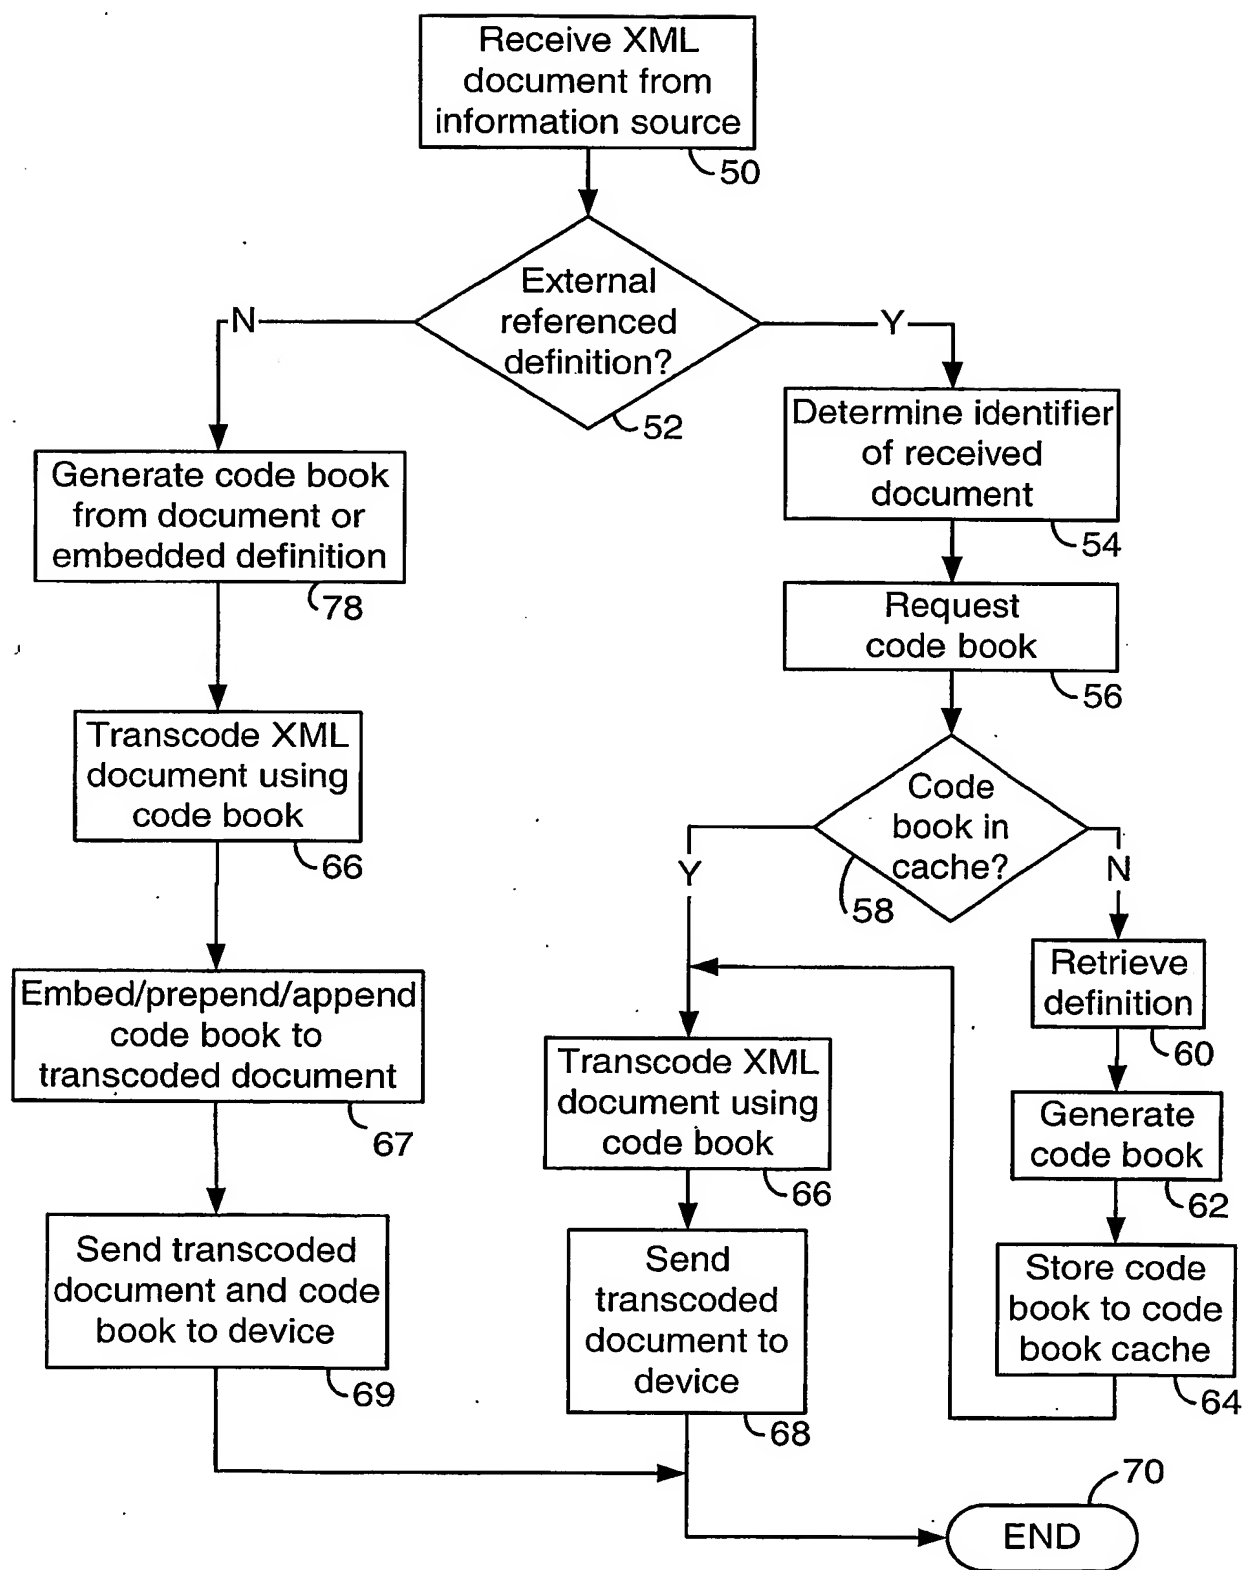 Receive XML
document from
information source
50
External
referenced
definition?
52
N
Y
Determine identifier
of received
document
54
Generate code book
from document or
embedded definition
78
Request
code book
56
Transcode XML
document using
code book
66
Code
book in
cache?
58
Y
N
Retrieve
definition
60
Embed/prepend/append
code book to
transcoded document
67
Transcode XML
document using
code book
66
Generate
code book
62
Send transcoded
document and code
book to device
69
Send
transcoded
document to
device
68
Store code
book to code
book cache
64
70
END